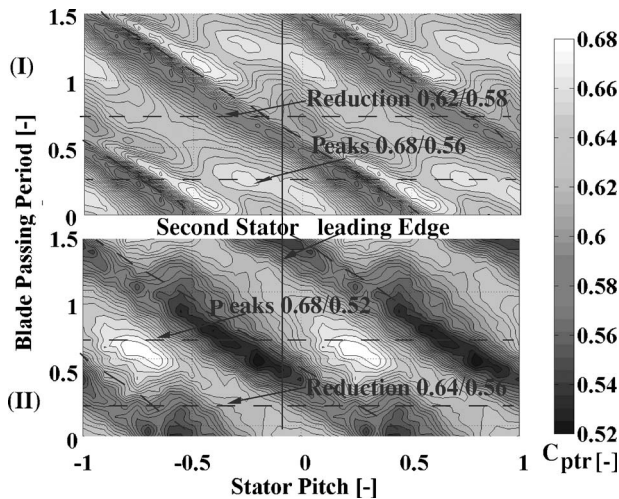 1.5
0.68
(I)
1
0.66
Reduction 0.62/0.58
0.64
0.5
Peaks 0.68/0.56
0.62
0
Second Stator leading Edge
0.6
1.5
Blade Passing Period [-]
0.58
1
Peaks 0.68/0.52
0.56
0.5
(II)
Reduction 0.64/0.56
0.54
0
0.52
-1 -0.5 0 0.5 1
Cptr [-]
Stator Pitch [-]